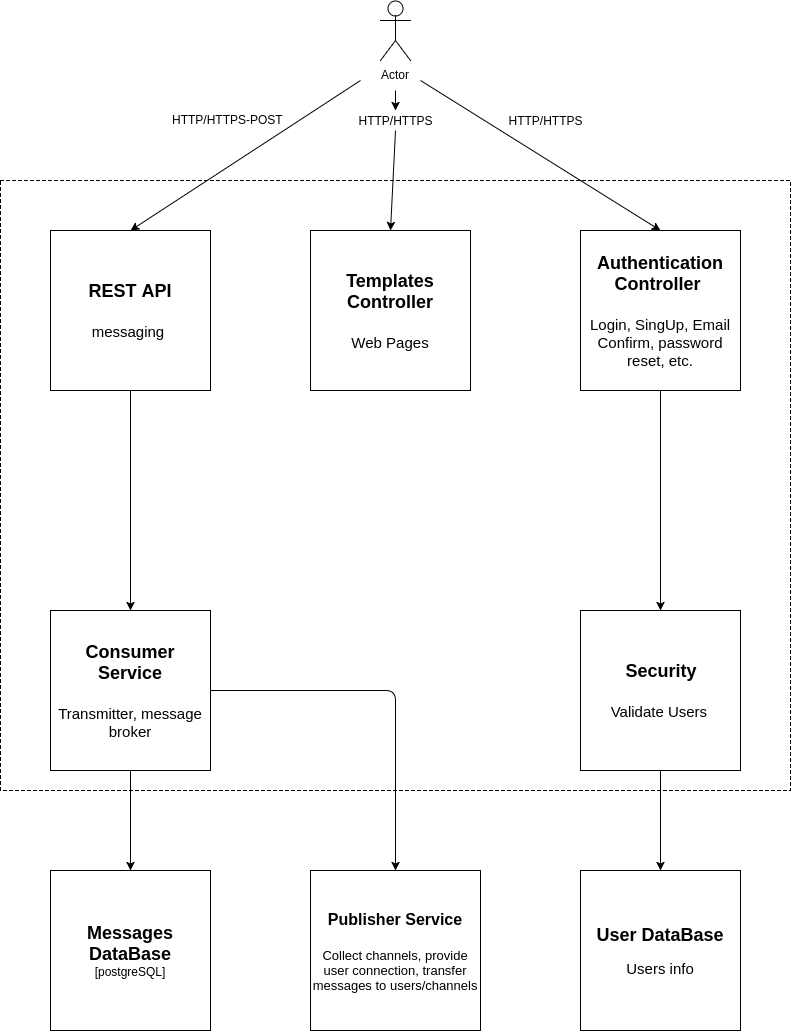 Actor
HTTP/HTTPS-POST
HTTP/HTTPS
HTTP/HTTPS
REST API
messaging
Templates
Controller
Web Pages
Authentication
Controller
Login, SingUp, Email
Confirm, password
reset, etc.
Consumer
Service
Transmitter, message
broker
Security
Validate Users
Messages
DataBase
[postgreSQL]
Publisher Service
Collect channels, provide
user connection, transfer
messages to users/channels
User DataBase
Users info